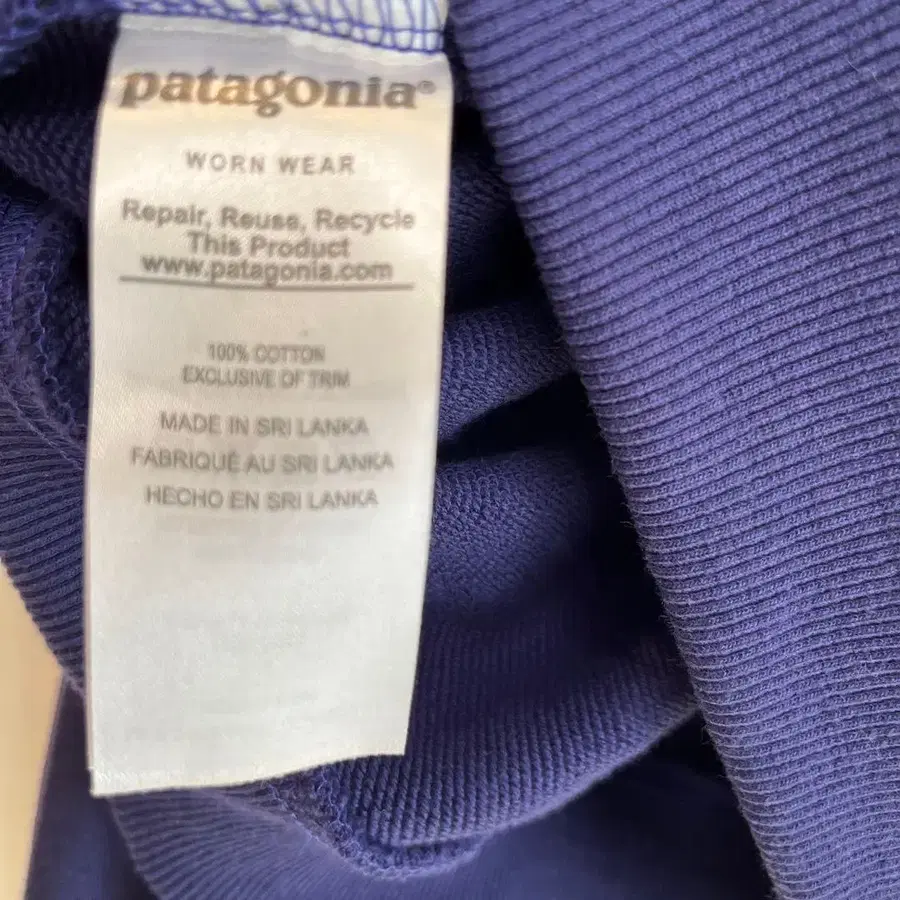 patagonia®
WORN WEAR
Repair, Reuse, Recycle
This Product
www.patagonia.com
100% COTTON
EXCLUSIVE OF TRIM
MADE IN SRI LANKA
FABRIQUÉ AU SRI LANKA
HECHO EN SRI LANKA